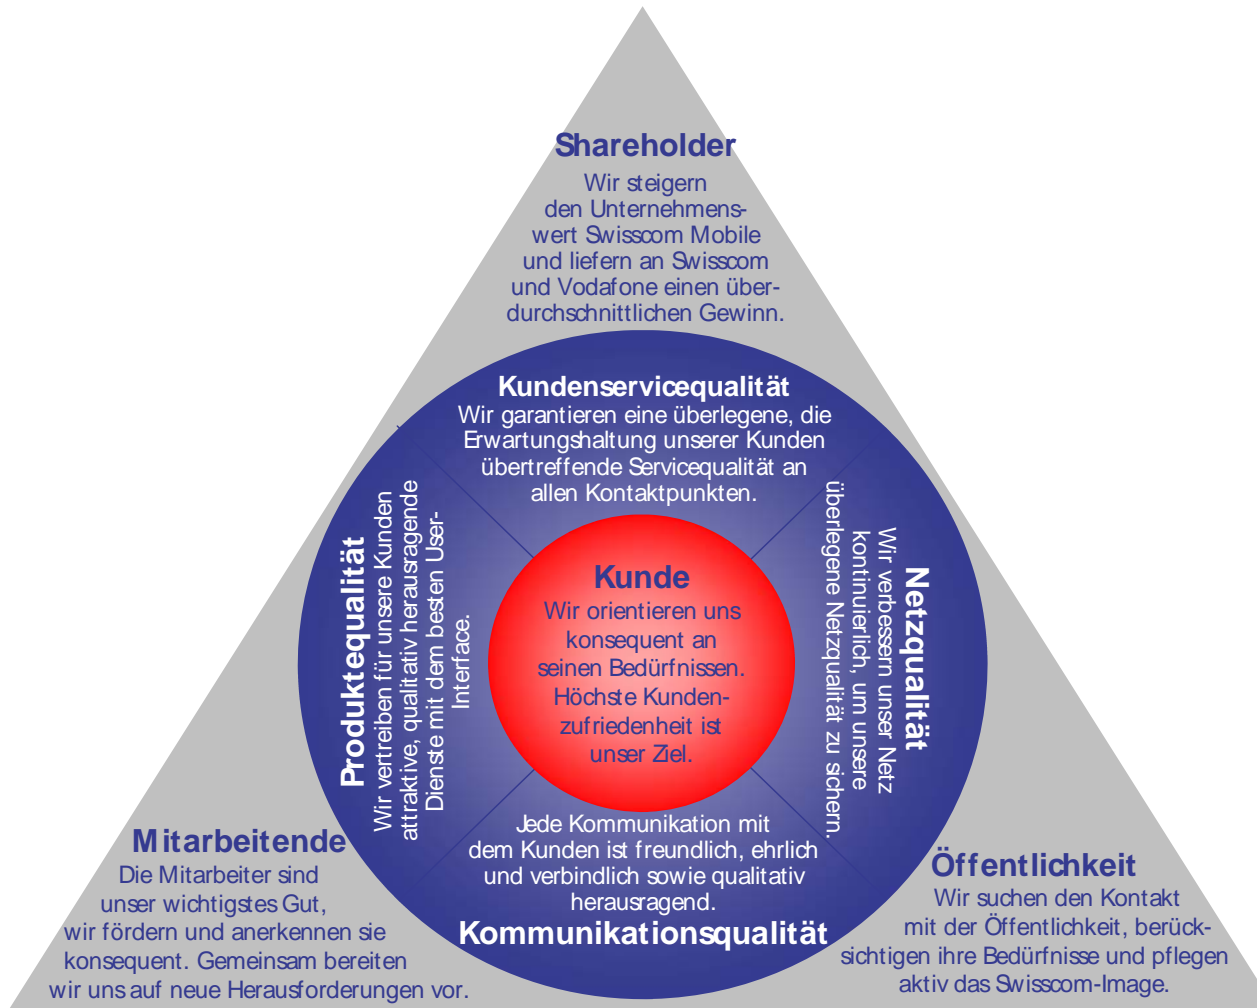 Shareholder
Wir steigern
den Unternehmens-
wert Swisscom Mobile
und liefern an Swisscom
und Vodafone einen über-
durchschnittlichen Gewinn.
Kundenservicequalität
Wir garantieren eine überlegene, die
Erwartungshaltung unserer Kunden
übertreffende Servicequalität an
allen Kontaktpunkten.
Produktequalität
Wir vertreiben für unsere Kunden
attraktive, qualitativ herausragende
Dienste mit dem besten User-
Interface.
Kunde
Wir orientieren uns
konsequent an
seinen Bedürfnissen.
Höchste Kunden-
zufriedenheit ist
unser Ziel.
Netzqualität
Wir verbessern unser Netz
kontinuierlich, um unsere
überlegene Netzqualität zu sichern.
Jede Kommunikation mit
dem Kunden ist freundlich, ehrlich
und verbindlich sowie qualitativ
herausragend.
Kommunikationsqualität
Mitarbeitende
Die Mitarbeiter sind
unser wichtigstes Gut,
wir fördern und anerkennen sie
konsequent. Gemeinsam bereiten
wir uns auf neue Herausforderungen vor.
Öffentlichkeit
Wir suchen den Kontakt
mit der Öffentlichkeit, berück-
sichtigen ihre Bedürfnisse und pflegen
aktiv das Swisscom-Image.